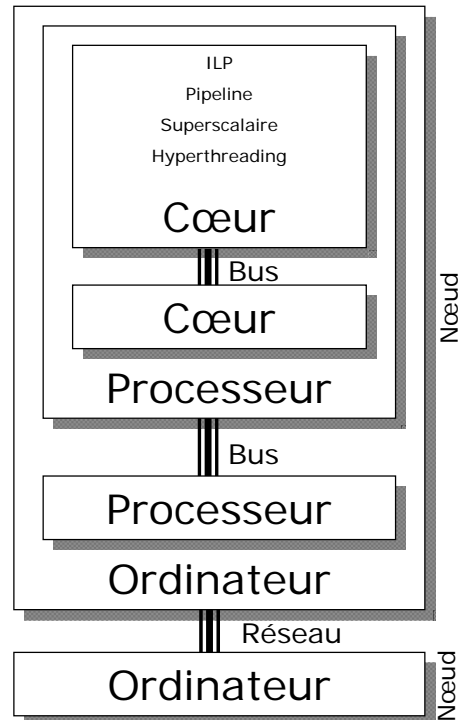 ILP
Pipeline
Superscalaire
Hyperthreading
Cœur
Bus
Cœur
Processeur
Bus
Processeur
Ordinateur
Nœud
Réseau
Ordinateur
Nœud